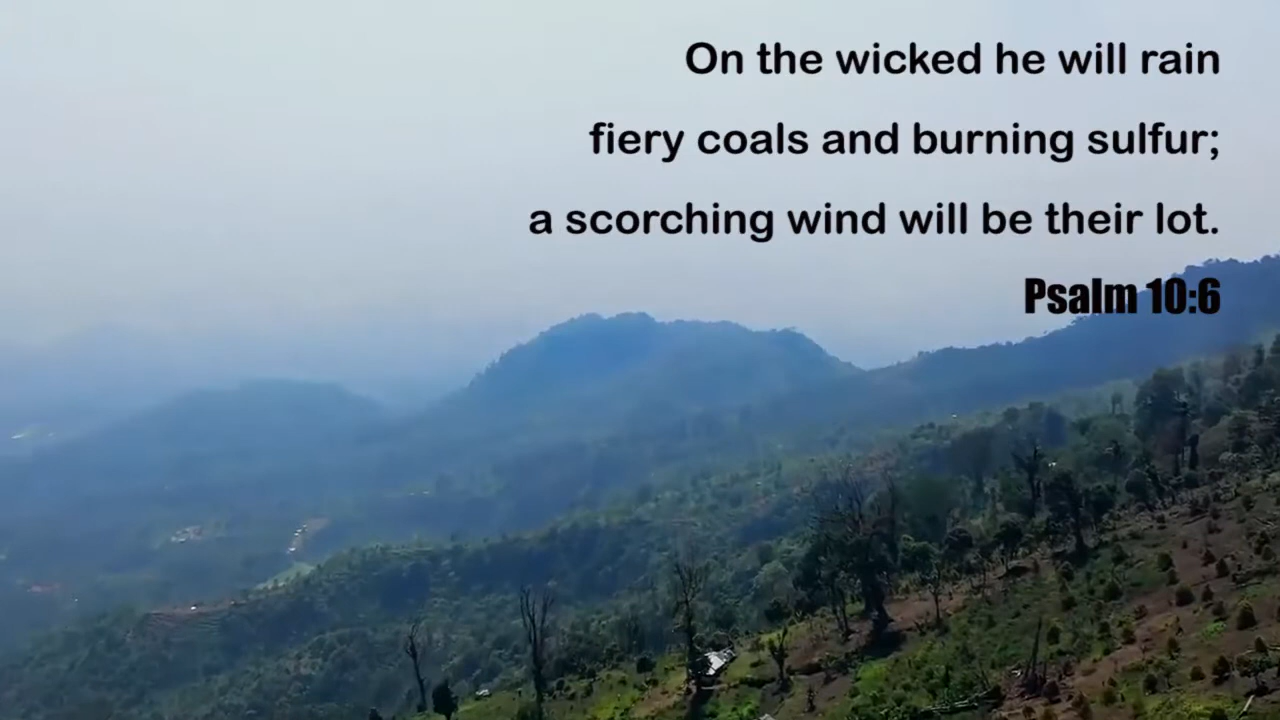 On the wicked he will rain
fiery coals and burning sulfur;
a scorching wind will be their lot.
Psalm 10:6